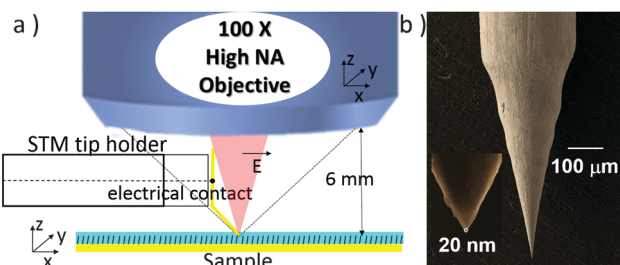 a )
100 X
High NA
Objective
z
y
x
STM tip holder
E
electrical contact
6 mm
z
y
x
Sample
b )
100 μm
20 nm